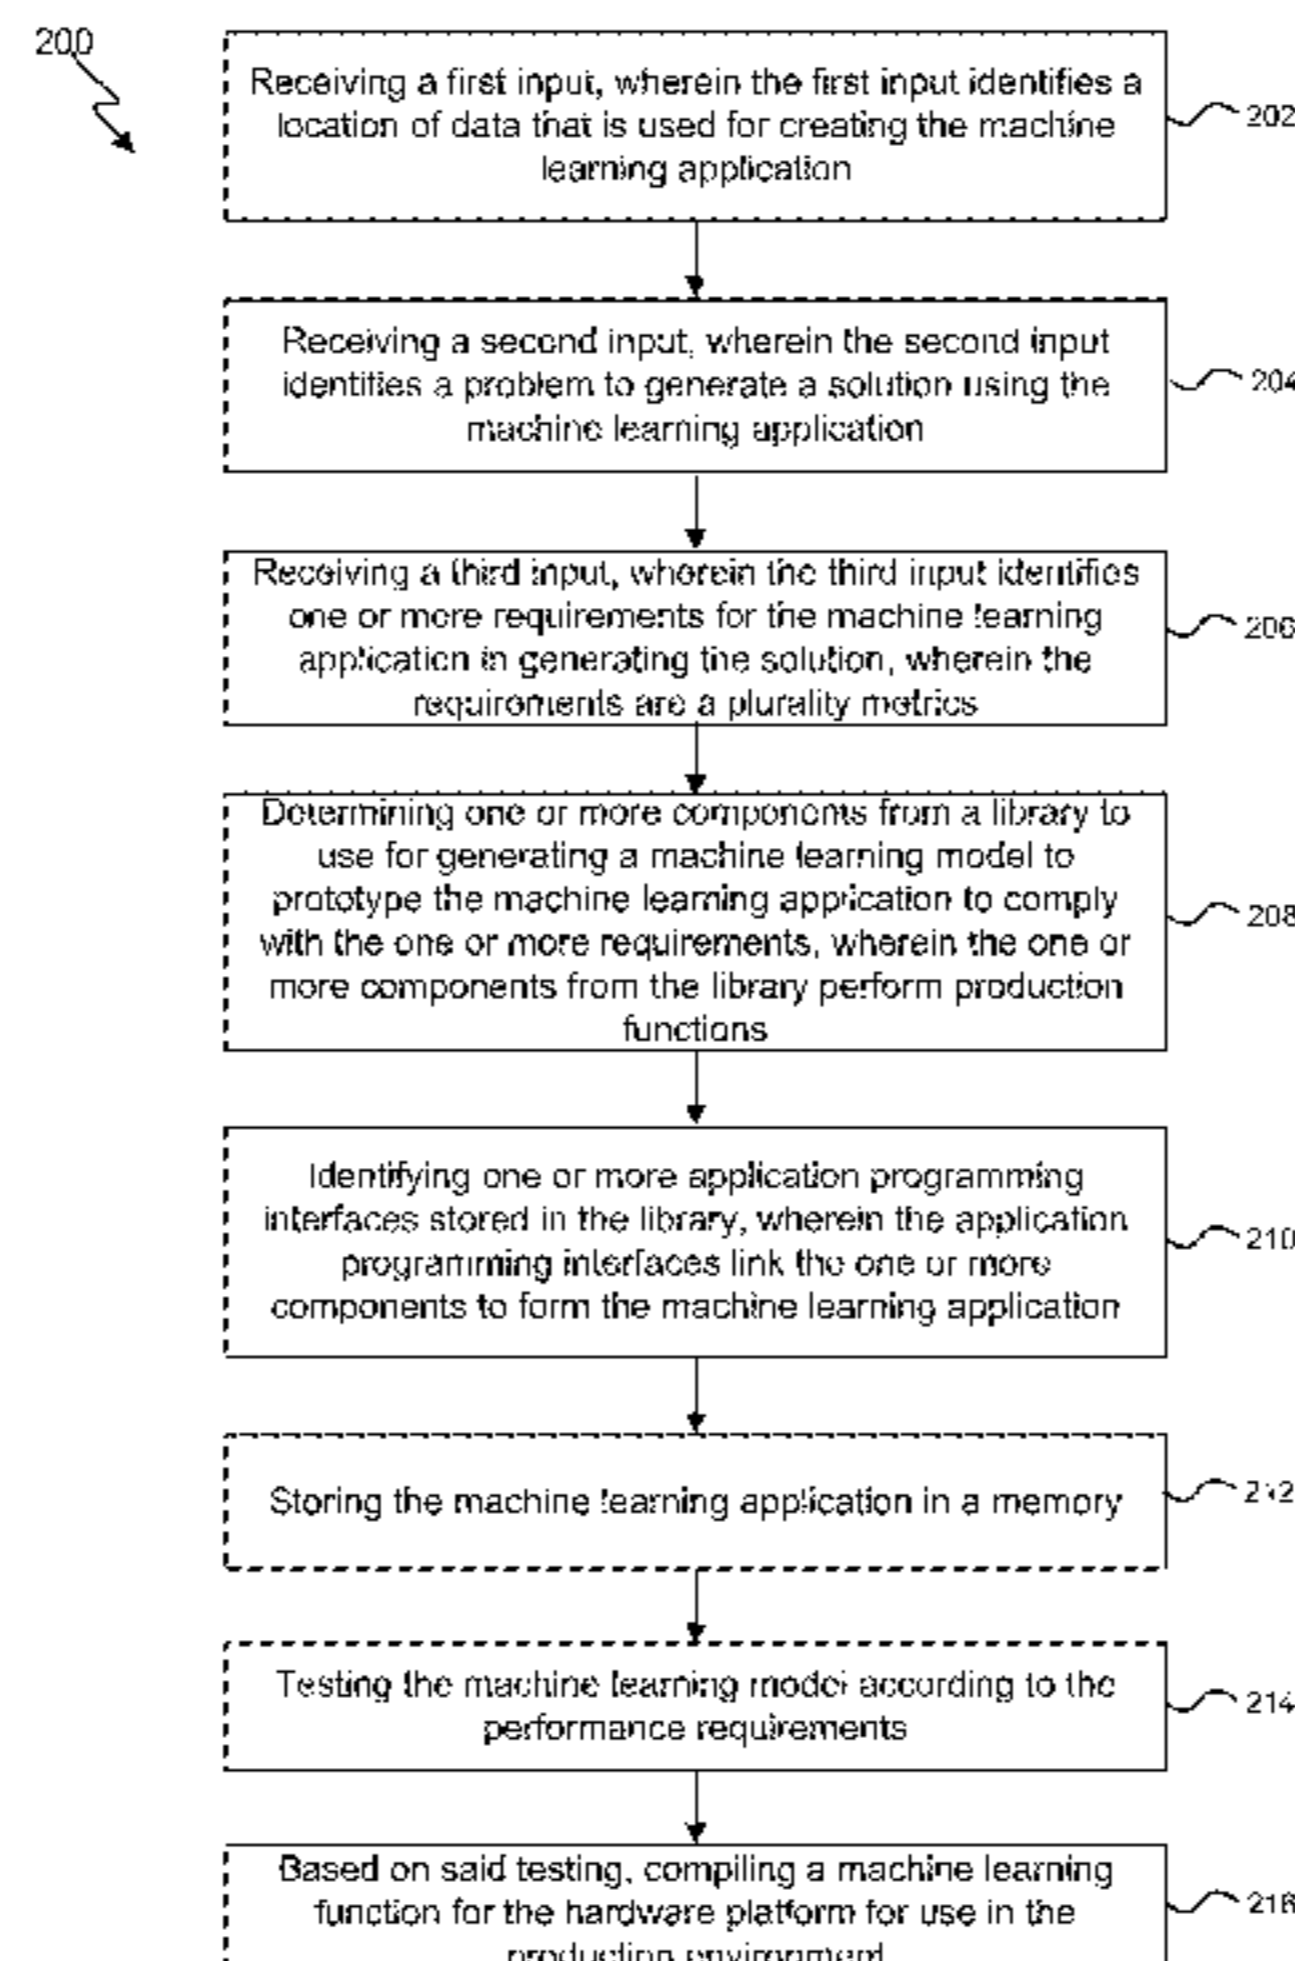 200
Receiving a first input, wherein the first input identifies a
location of data that is used for creating the machine
learning application
202
Receiving a second input, wherein the second input
identifies a problem to generate a solution using the
machine learning application
204
Receiving a third input, wherein the third input identifies
one or more requirements for the machine learning
application in generating the solution, wherein the
requirements are a plurality metrics
206
Determining one or more components from a library to
use for generating a machine learning model to
prototype the machine learning application to comply
with the one or more requirements, wherein the one or
more components from the library perform production
functions
208
Identifying one or more application programming
interfaces stored in the library, wherein the application
programming interfaces link the one or more
components to form the machine learning application
210
Storing the machine learning application in a memory
212
Testing the machine learning model according to the
performance requirements
214
Based on said testing, compiling a machine learning
function for the hardware platform for use in the
production environment
216